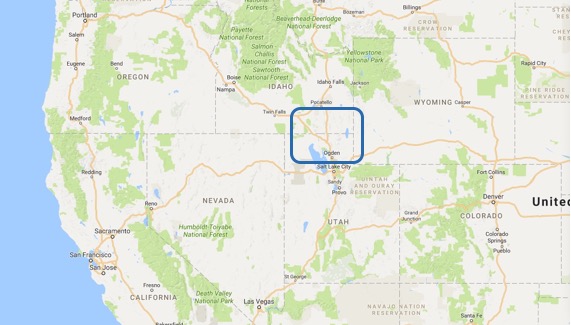 National
Forest
Portland
Salem
Eugene
Bend
OREGON
Medford
Redding
Payette
National Forest
Salmon
Challis
Sawtooth
National Forest
Boise
Nampa
IDAHO
Twin Falls
Beaverhead Deerlodge
National Forest
Bozeman
Billings
CROW
RESERVATION
Yellowstone
National Park
Idaho Falls
Jackson
Pocatello
WYOMING
Casper
Rapid City
PINE RIDGE
RESERVATION
STAN
RES
Ogden
Salt Lake City
Sandy
Provo
UINTAH
AND OURAY
RESERVATION
Fort Collins
Denver
United
COLORADO
Colorado
Springs
Pueblo
Grand
Junction
UTAH
NEVADA
Reno
Humboldt Toiyabe
National Forest
Sacramento
San Francisco
San Jose
Fresno
CALIFORNIA
Death Valley
National Park
St George
Las Vegas
NAVAJO NATION
RESERVATION
Santa Fe
Bakersfield